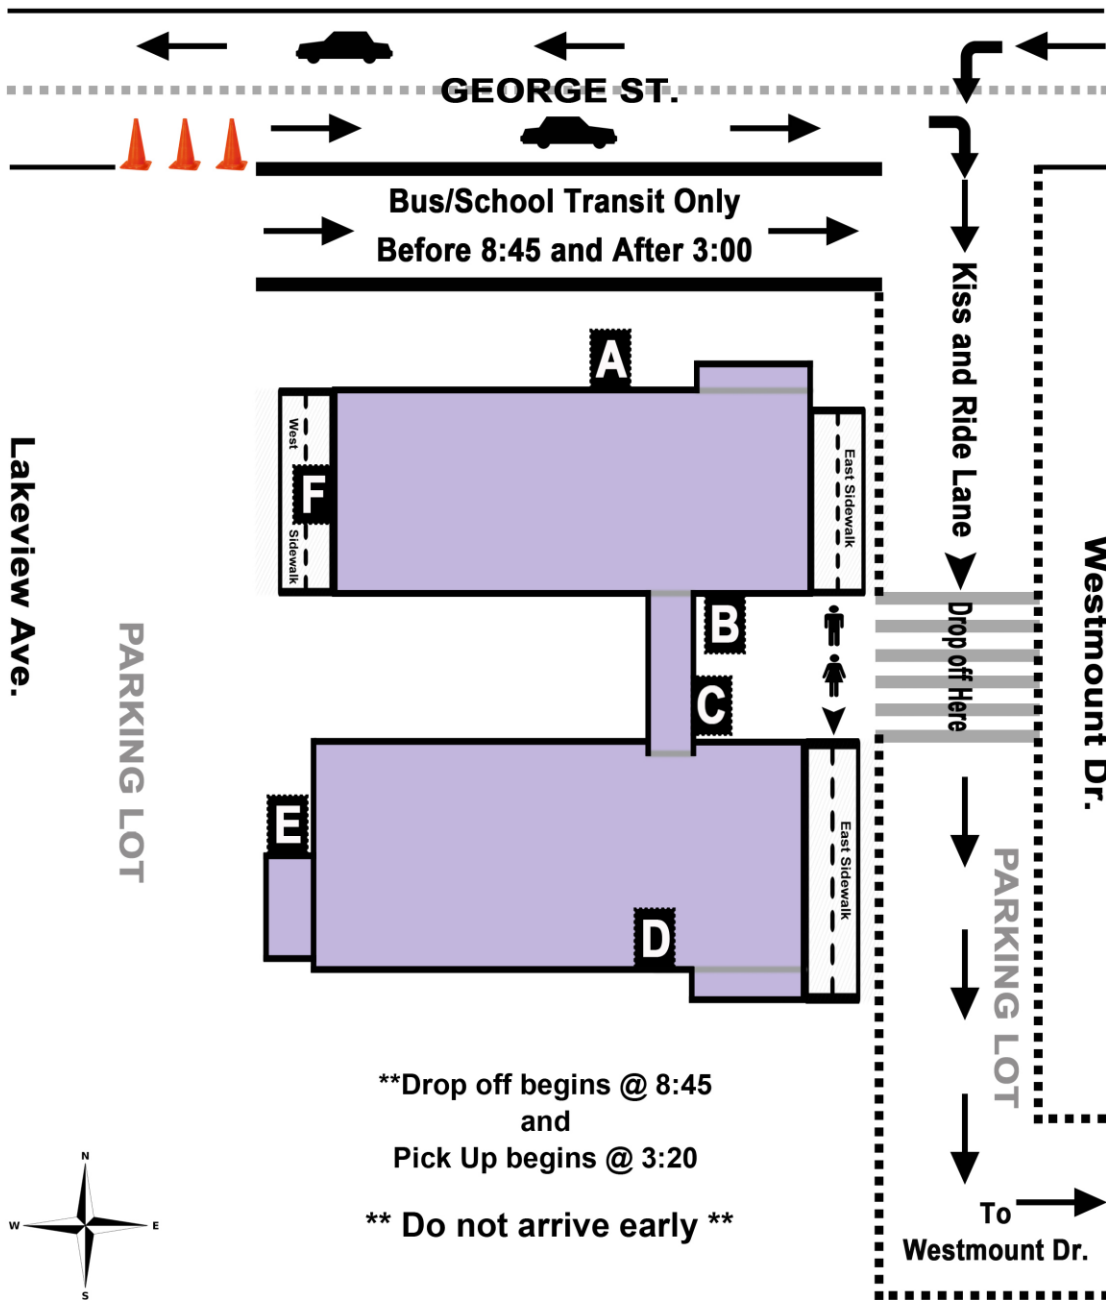 GEORGE ST.
Bus/School Transit Only
Before 8:45 and After 3:00
Kiss and Ride Lane
A
West
Sidewalk
F
East Sidewalk
Lakeview Ave.
Westmount Dr.
B
Drop off Here
C
PARKING LOT
E
East Sidewalk
D
PARKING LOT
**Drop off begins @ 8:45
and
Pick Up begins @ 3:20
** Do not arrive early **
N
W
E
S
To
Westmount Dr.